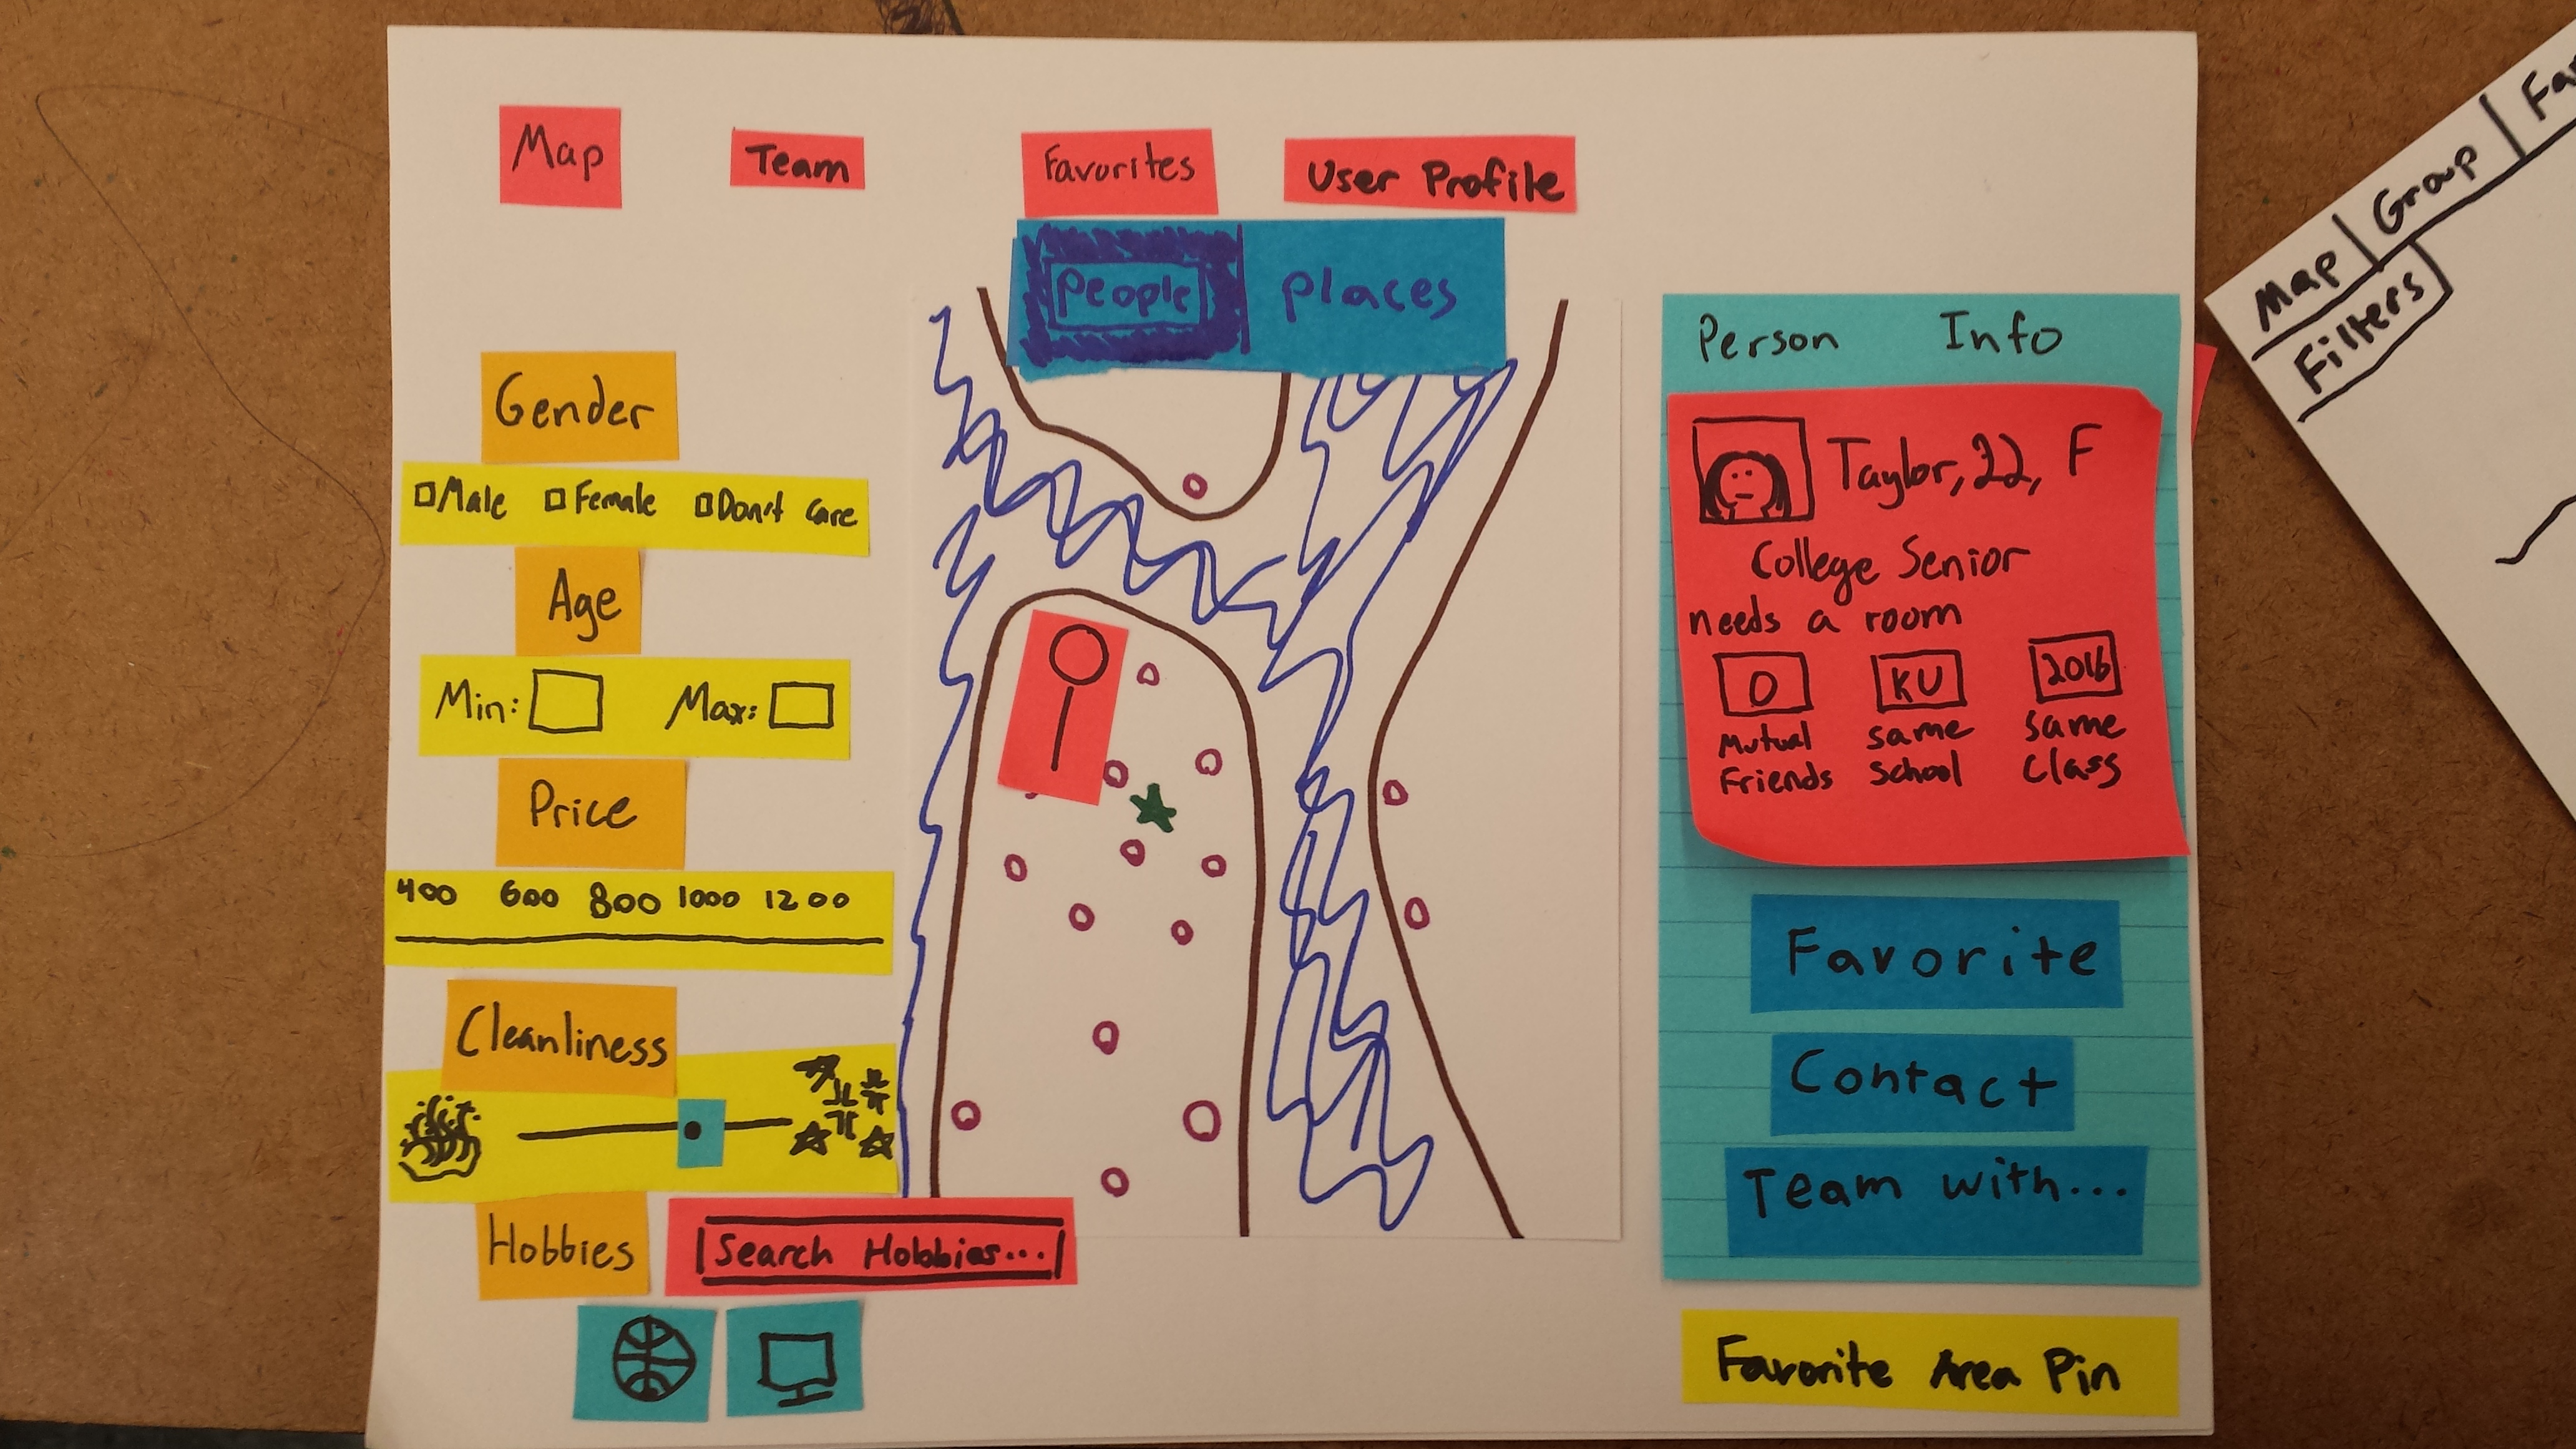 Map Team Favorites User Profile
People places
Gender
Male Female Don't Care
Age
Min: Max:
Price
400 600 800 1000 1200
Cleanliness
Hobbies
Search Hobbies...
Person Info
Taylor, 22, F
College Senior
needs a room
0 KU 2016
Mutual Friends
same school
same class
Favorite
Contact
Team with...
Favorite Area Pin
Map Group
Filters